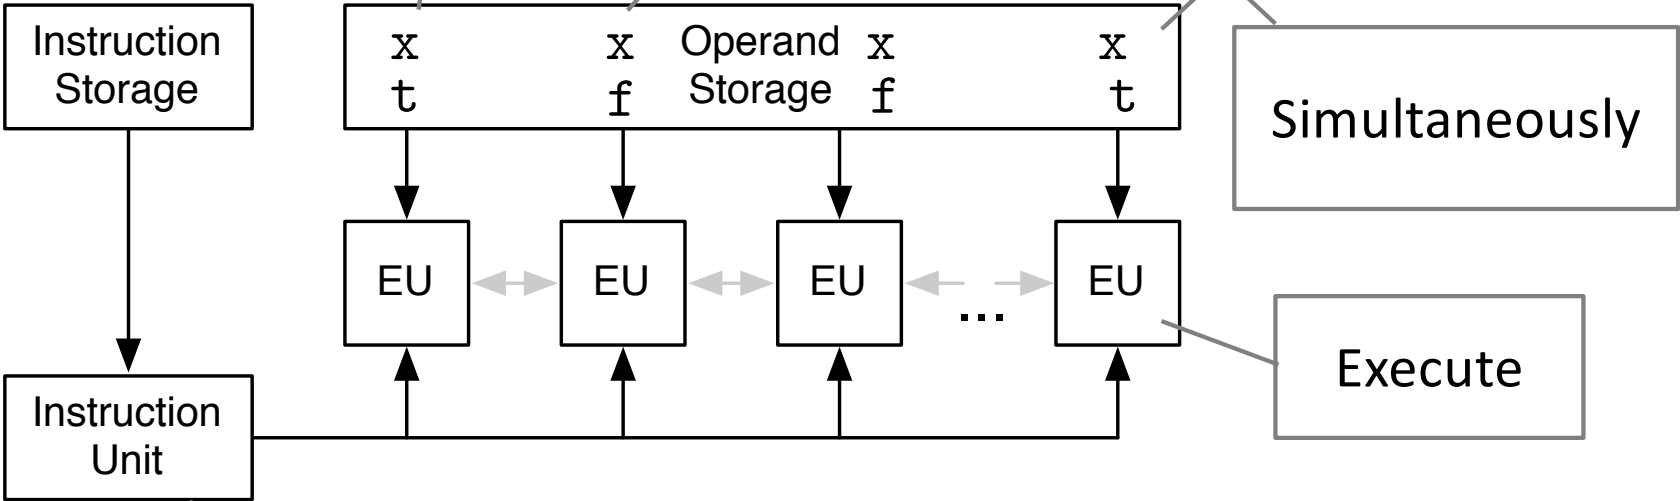 Instruction
Storage
x x Operand x x
t f Storage f t
Simultaneously
EU EU EU ... EU
Execute
Instruction
Unit